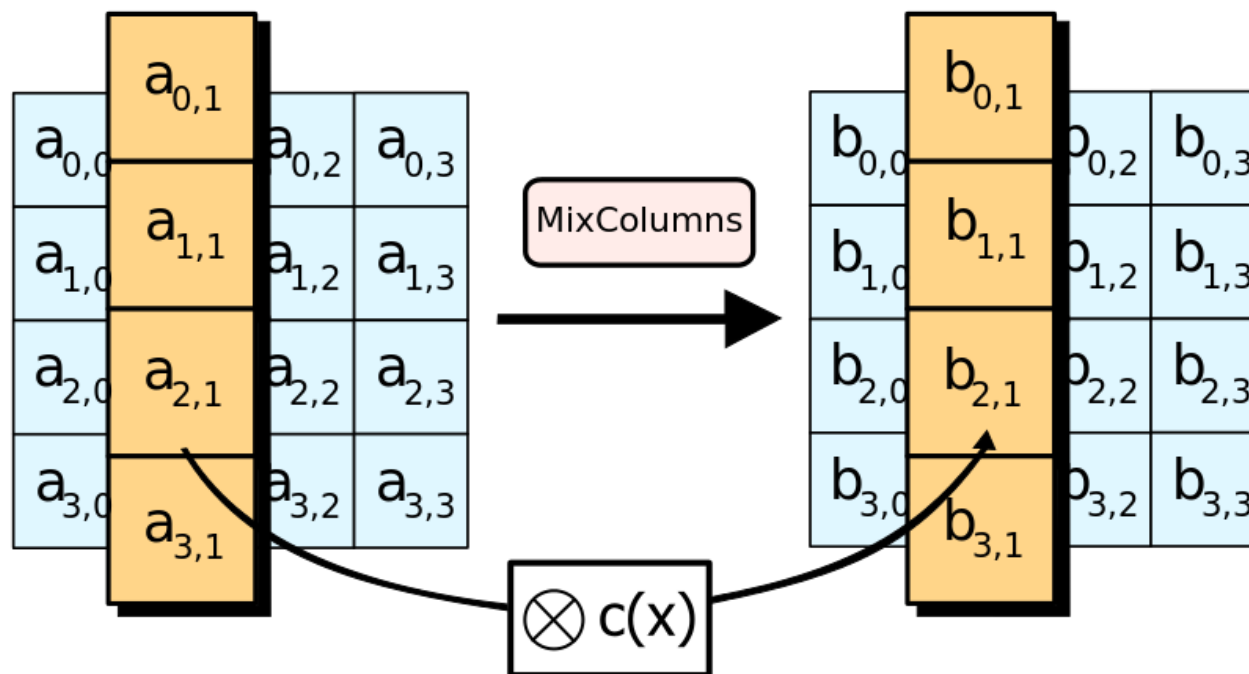 a0,0 a0,1 a0,2 a0,3
a1,0 a1,1 a1,2 a1,3
a2,0 a2,1 a2,2 a2,3
a3,0 a3,1 a3,2 a3,3
MixColumns
b0,0 b0,1 b0,2 b0,3
b1,0 b1,1 b1,2 b1,3
b2,0 b2,1 b2,2 b2,3
b3,0 b3,1 b3,2 b3,3
⊗ c(x)